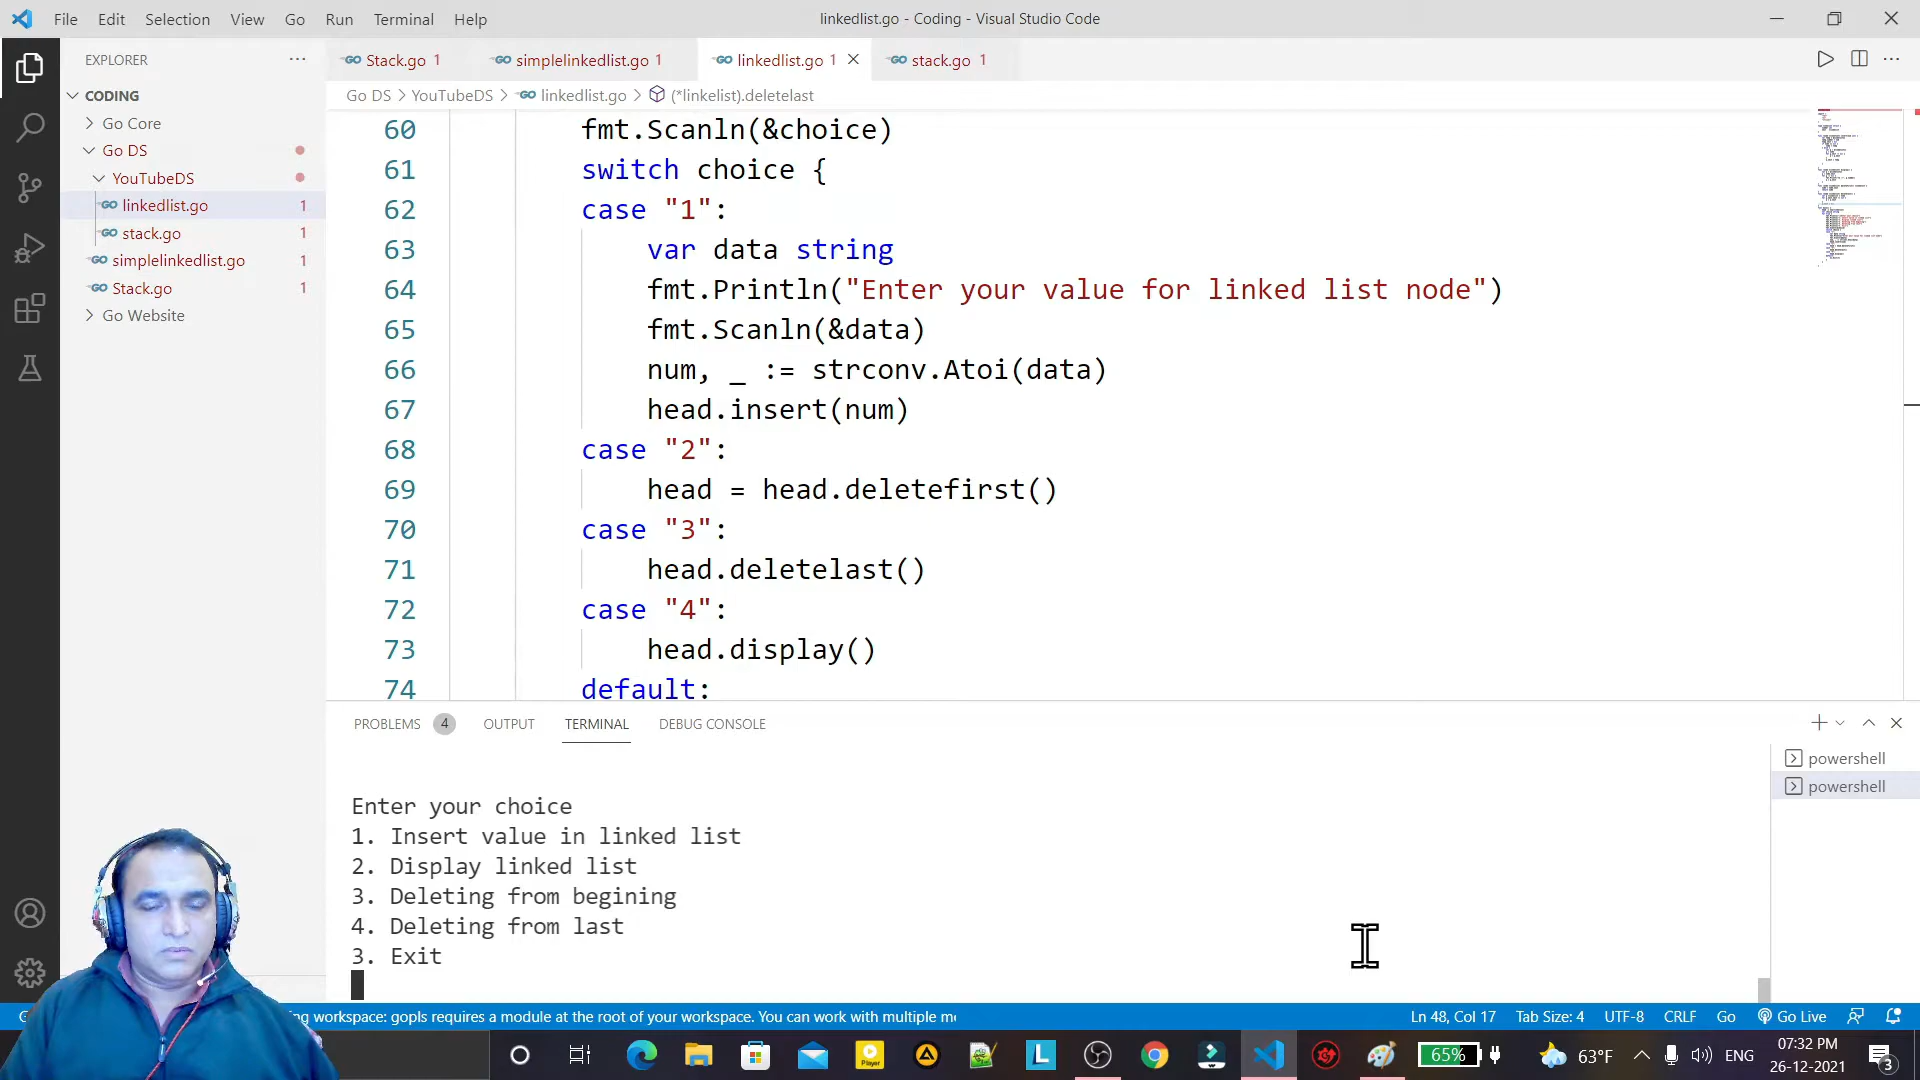 File Edit Selection View Go Run Terminal Help
linkedlist.go - Coding - Visual Studio Code
EXPLORER
Stack.go 1
simplelinkedlist.go 1
linkedlist.go 1
stack.go 1
Go DS YouTubeDS linkedlist.go (*linkelist).deletelast
CODING
Go Core
Go DS
YouTubeDS
linkedlist.go 1
stack.go 1
simplelinkedlist.go 1
Stack.go 1
Go Website
60 fmt.Scanln(&choice)
61 switch choice {
62 case "1":
63 var data string
64 fmt.Println("Enter your value for linked list node")
65 fmt.Scanln(&data)
66 num, _ := strconv.Atoi(data)
67 head.insert(num)
68 case "2":
69 head = head.deletefirst()
70 case "3":
71 head.deletelast()
72 case "4":
73 head.display()
74 default:
PROBLEMS 4 OUTPUT TERMINAL DEBUG CONSOLE
powershell
powershell
Enter your choice
1. Insert value in linked list
2. Display linked list
3. Deleting from begining
4. Deleting from last
3. Exit
workspace: gopls requires a module at the root of your workspace. You can work with multiple
Ln 48, Col 17 Tab Size: 4 UTF-8 CRLF Go Go Live
65% 63°F ENG
07:32 PM
26-12-2021
3